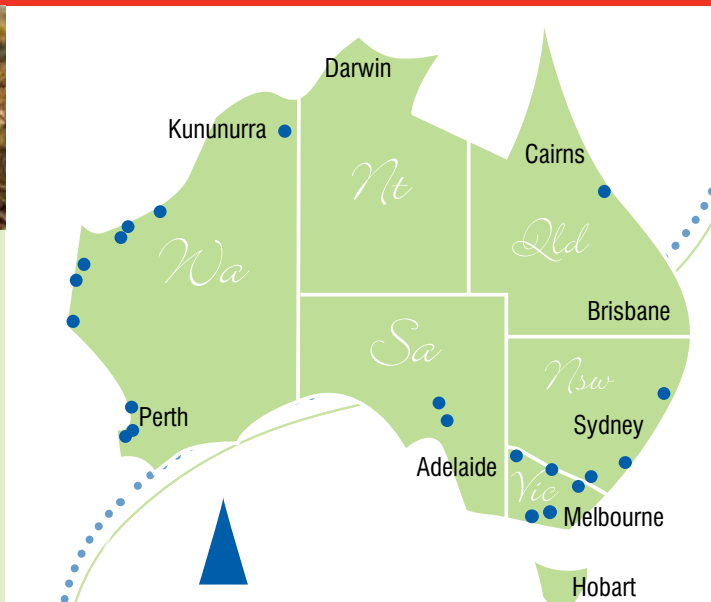 Darwin
Kununurra
Cairns
Nt
Qld
Wa
Brisbane
Sa
Nsw
Perth
Sydney
Adelaide
Vic
Melbourne
Hobart